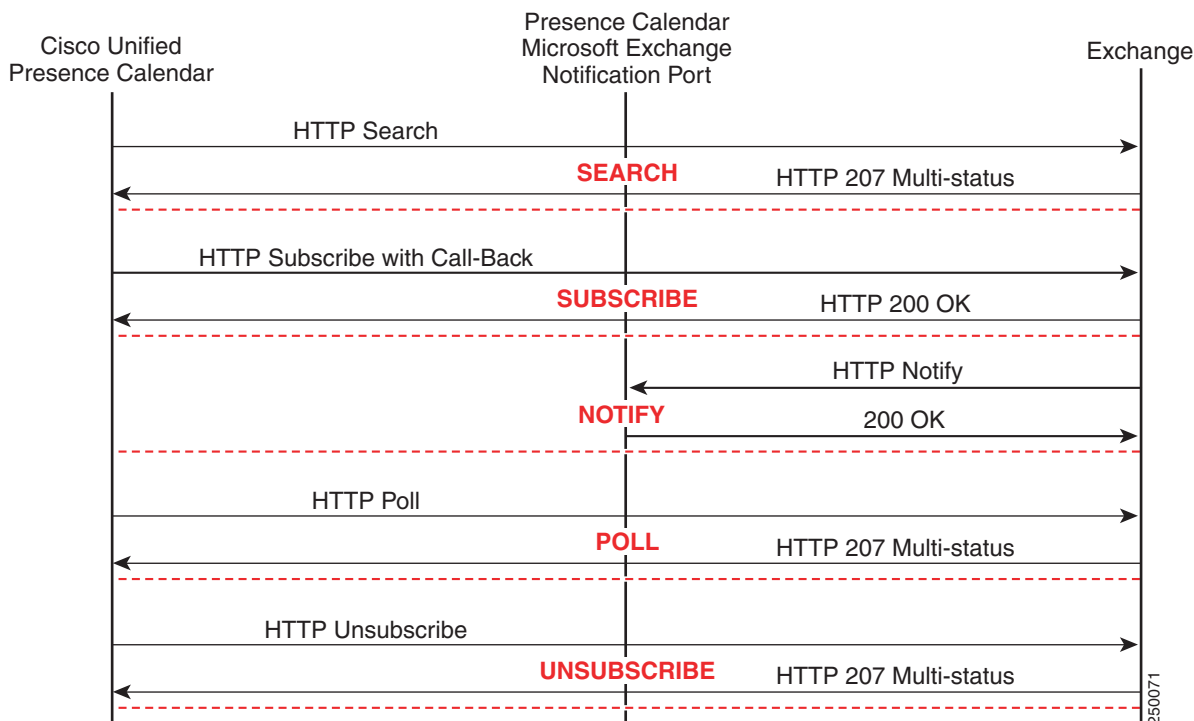 Cisco Unified
Presence Calendar
Presence Calendar
Microsoft Exchange
Notification Port
Exchange
HTTP Search
SEARCH
HTTP 207 Multi-status
HTTP Subscribe with Call-Back
SUBSCRIBE
HTTP 200 OK
HTTP Notify
NOTIFY
200 OK
HTTP Poll
POLL
HTTP 207 Multi-status
HTTP Unsubscribe
UNSUBSCRIBE
HTTP 207 Multi-status
250071